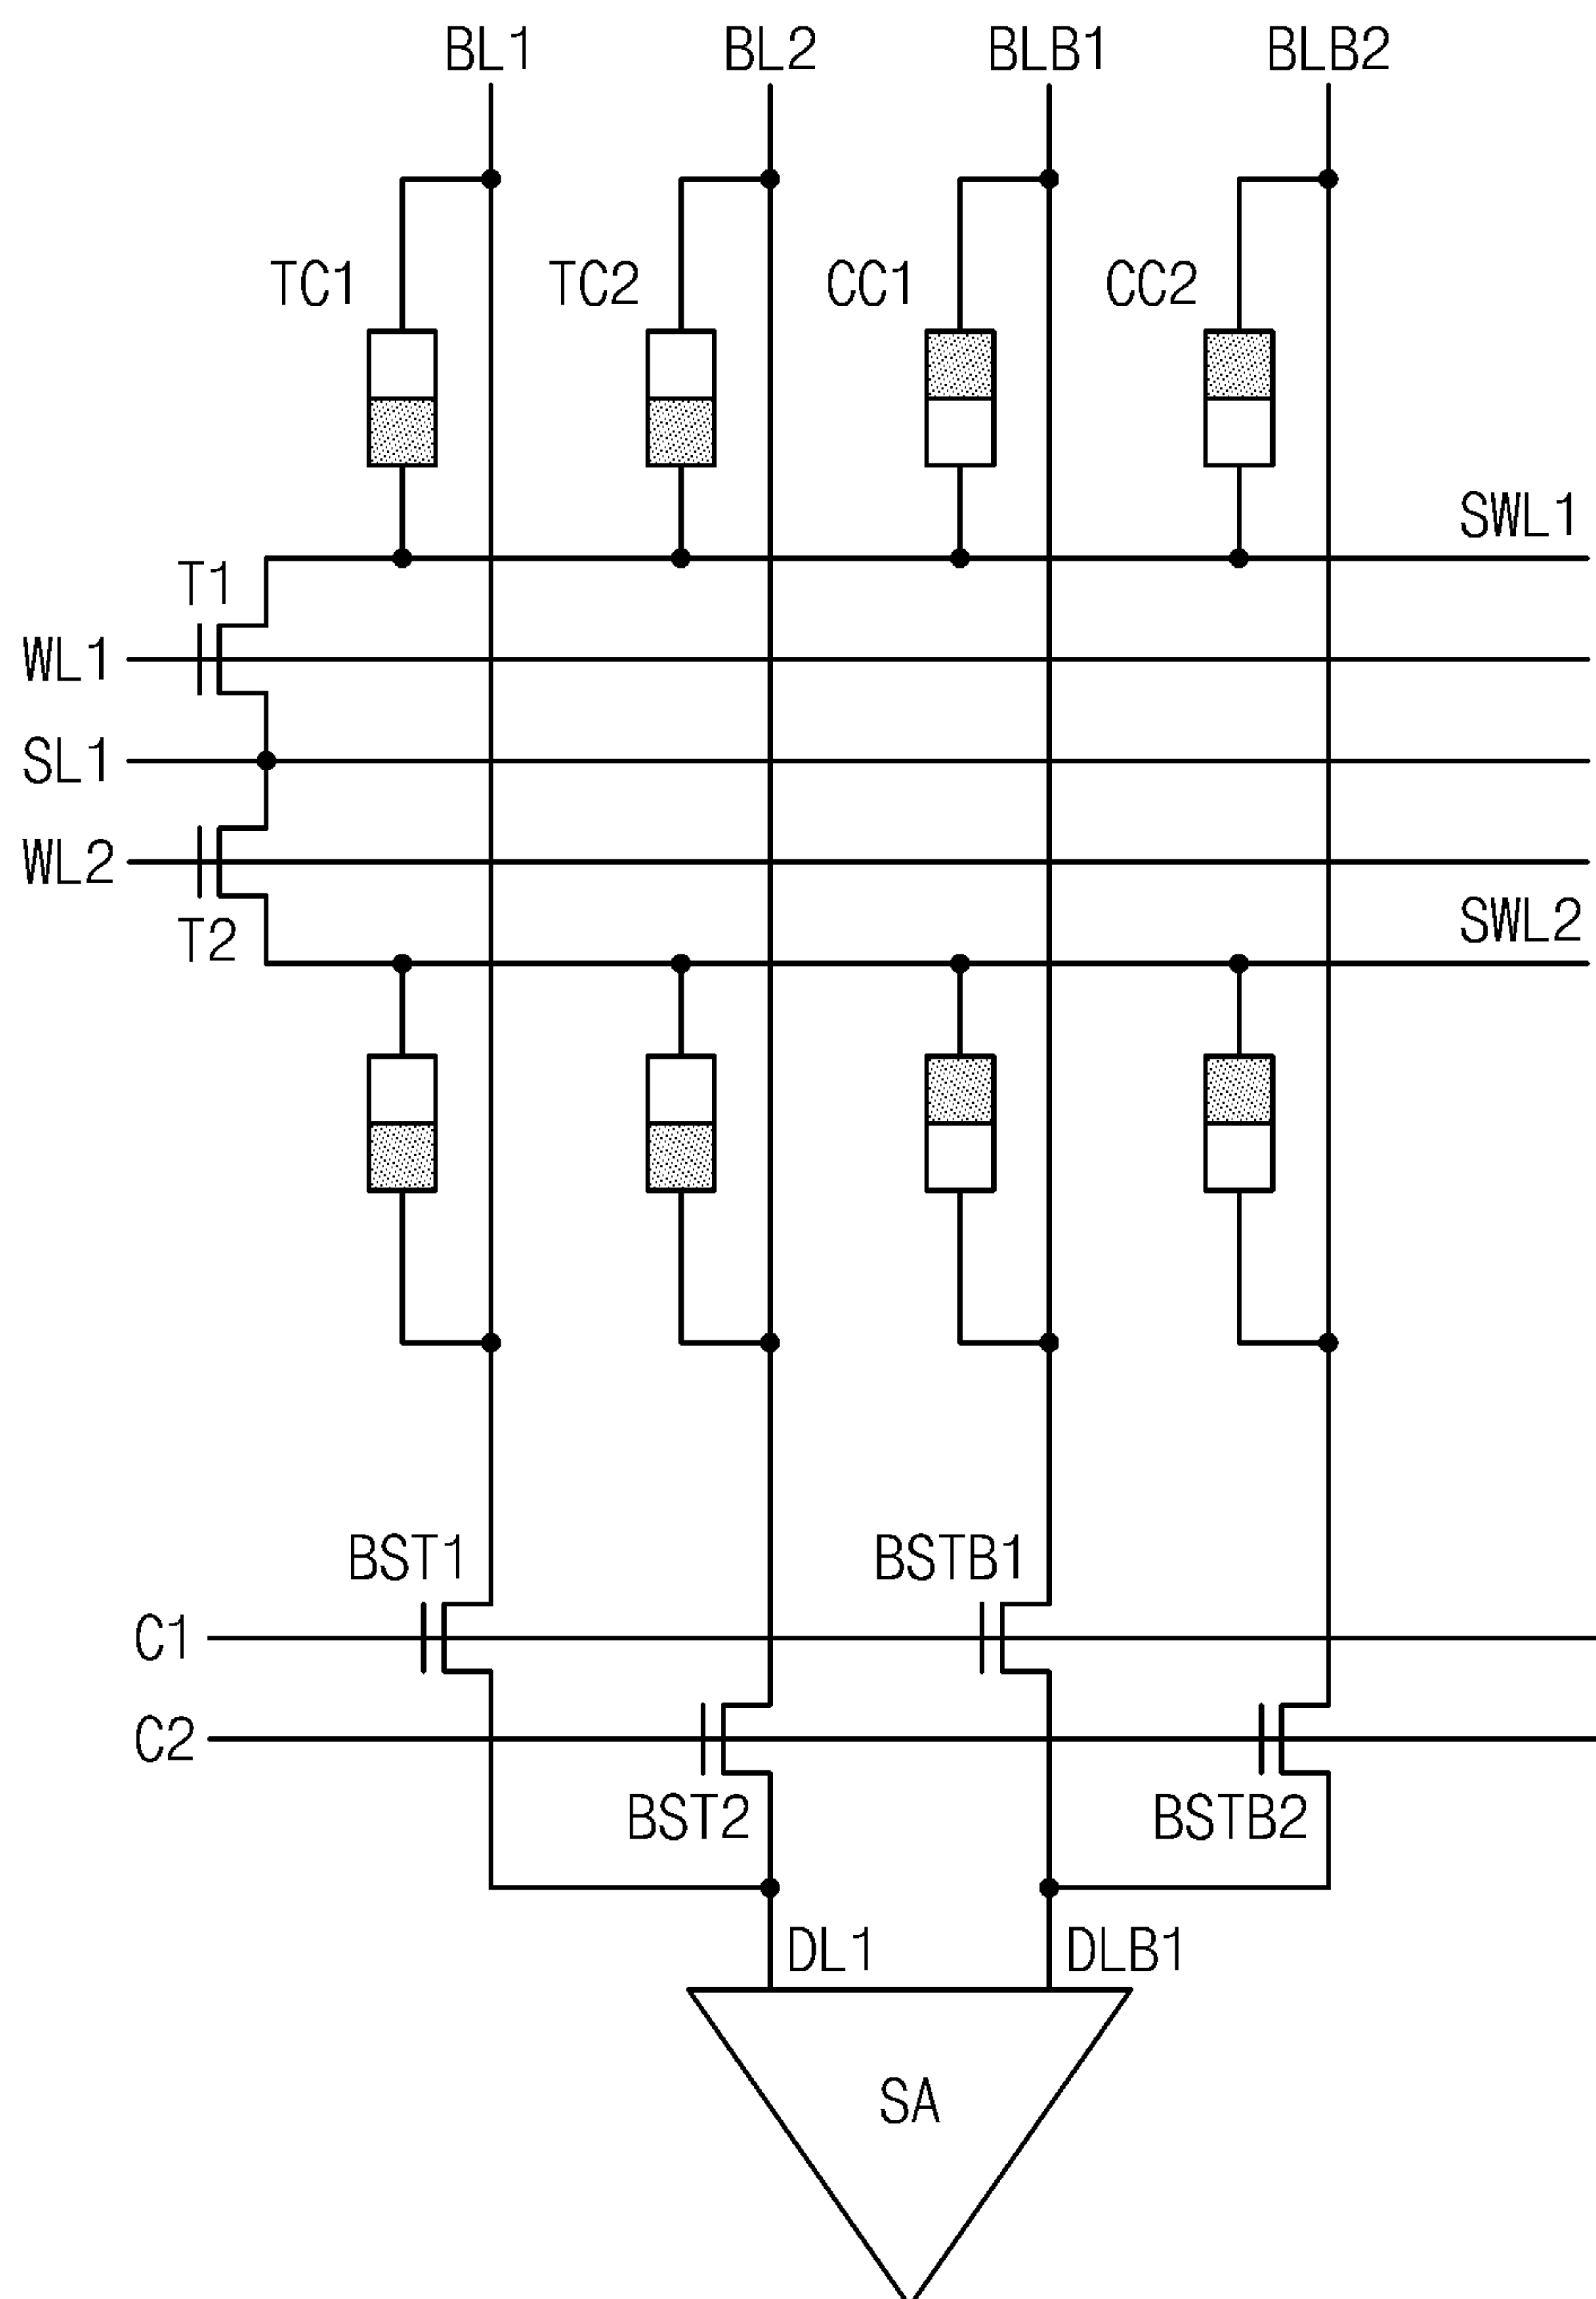 BL1 BL2 BLB1 BLB2
TC1 TC2 CC1 CC2
SWL1
T1
WL1
SL1
WL2
SWL2
T2
BST1 BSTB1
C1
C2
BST2 BSTB2
DL1 DLB1
SA